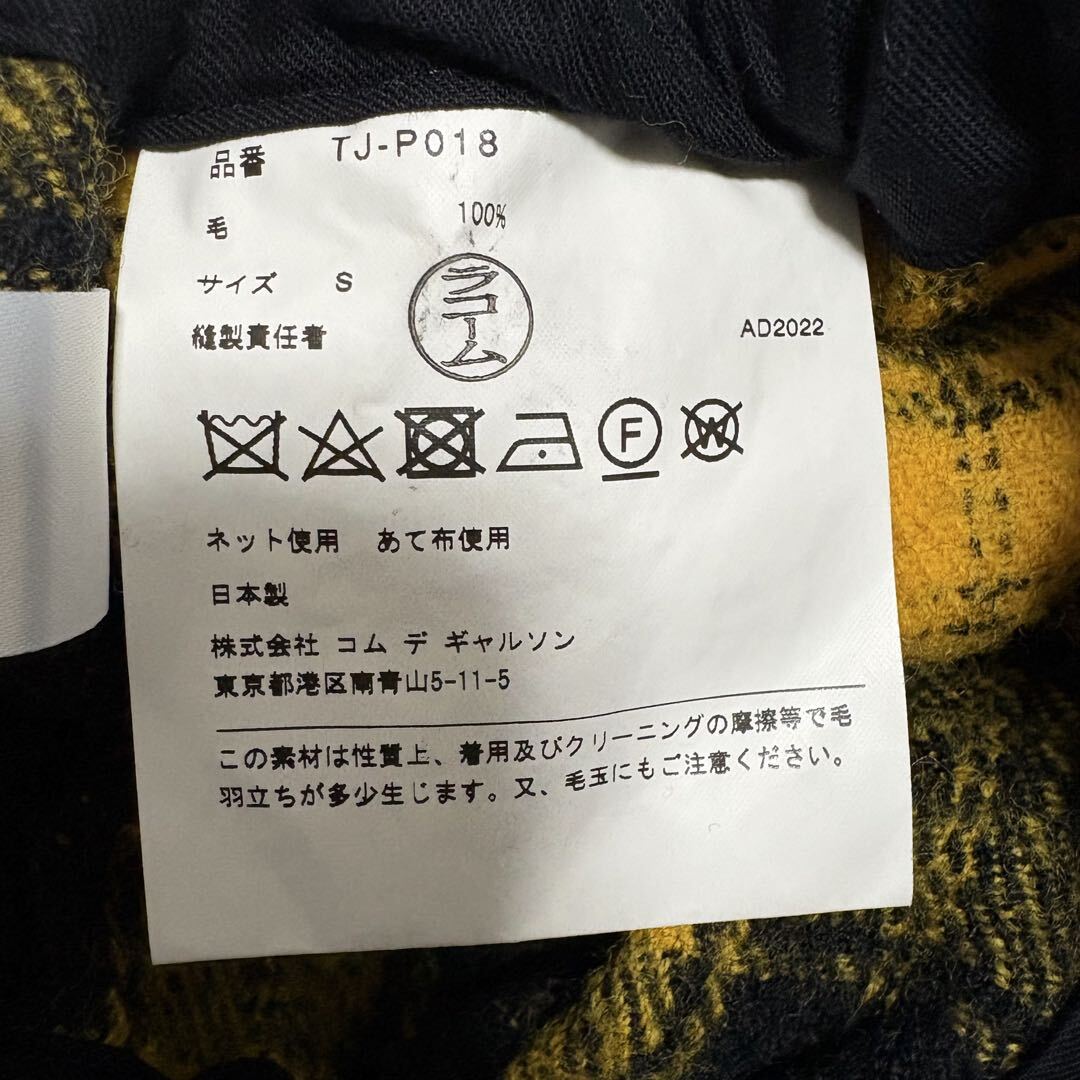 品番 TJ-P018
毛 100%
サイズ S
縫製責任者
ラコーム
AD2022
F
W
ネット使用 あて布使用
日本製
株式会社 コム デ ギャルソン
東京都港区南青山5-11-5
この素材は性質上、着用及びクリーニングの摩擦等で毛
羽立ちが多少生じます。又、毛玉にもご注意ください。